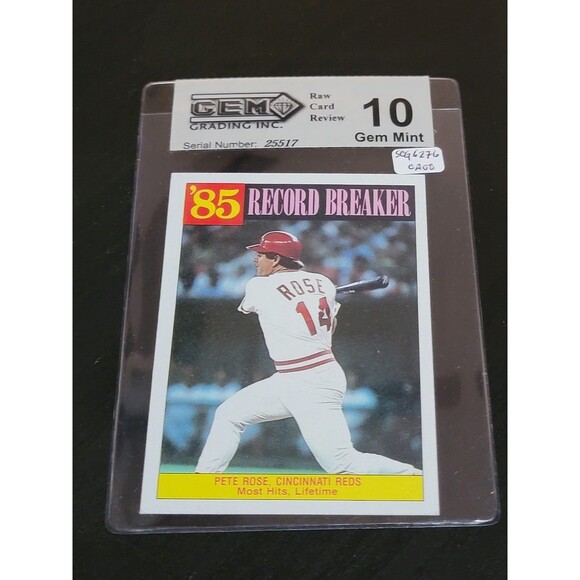 GEM
GRADING INC.
Raw
Card
Review
10
Gem Mint
Serial Number: 25517
SCG6276
'85 RECORD BREAKER
ROSE
14
PETE ROSE, CINCINNATI REDS
Most Hits, Lifetime